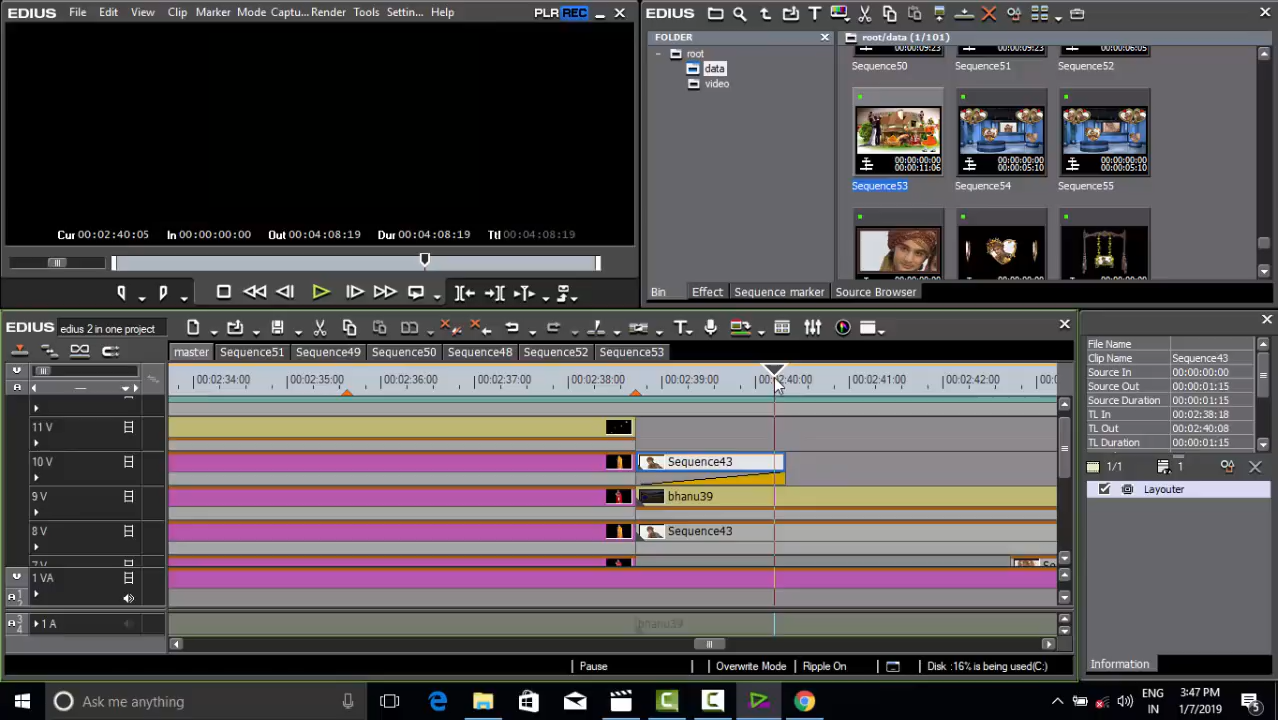 EDIUS File Edit View Clip Marker Mode Captu... Render Tools Settin... Help PLR REC
Cur 00:02:40:05 In 00:00:00:00 Out 00:04:08:19 Dur 00:04:08:19 Ttl 00:04:08:19
EDIUS
FOLDER
root
data
video
root/data (1/101)
00:00:09:23 00:00:09:23 00:00:06:05
Sequence50 Sequence51 Sequence52
00:00:00:00 00:00:00:00 00:00:00:00
00:00:11:06 00:00:05:10 00:00:05:10
Sequence53 Sequence54 Sequence55
Bin Effect Sequence marker Source Browser
EDIUS edius 2 in one project
master Sequence51 Sequence49 Sequence50 Sequence48 Sequence52 Sequence53
00:02:34:00 00:02:35:00 00:02:36:00 00:02:37:00 00:02:38:00 00:02:39:00 00:02:40:00 00:02:41:00 00:02:42:00
11 V
10 V Sequence43
9 V bhanu39
8 V Sequence43
7 V
1 VA
1 A bhanu39
Pause Overwrite Mode Ripple On Disk :16% is being used(C:)
File Name
Clip Name Sequence43
Source In 00:00:00:00
Source Out 00:00:01:15
Source Duration 00:00:01:15
TL In 00:02:38:18
TL Out 00:02:40:08
TL Duration 00:00:01:15
1/1 1
Layouter
Information
Ask me anything
ENG
IN
3:47 PM
1/7/2019
5